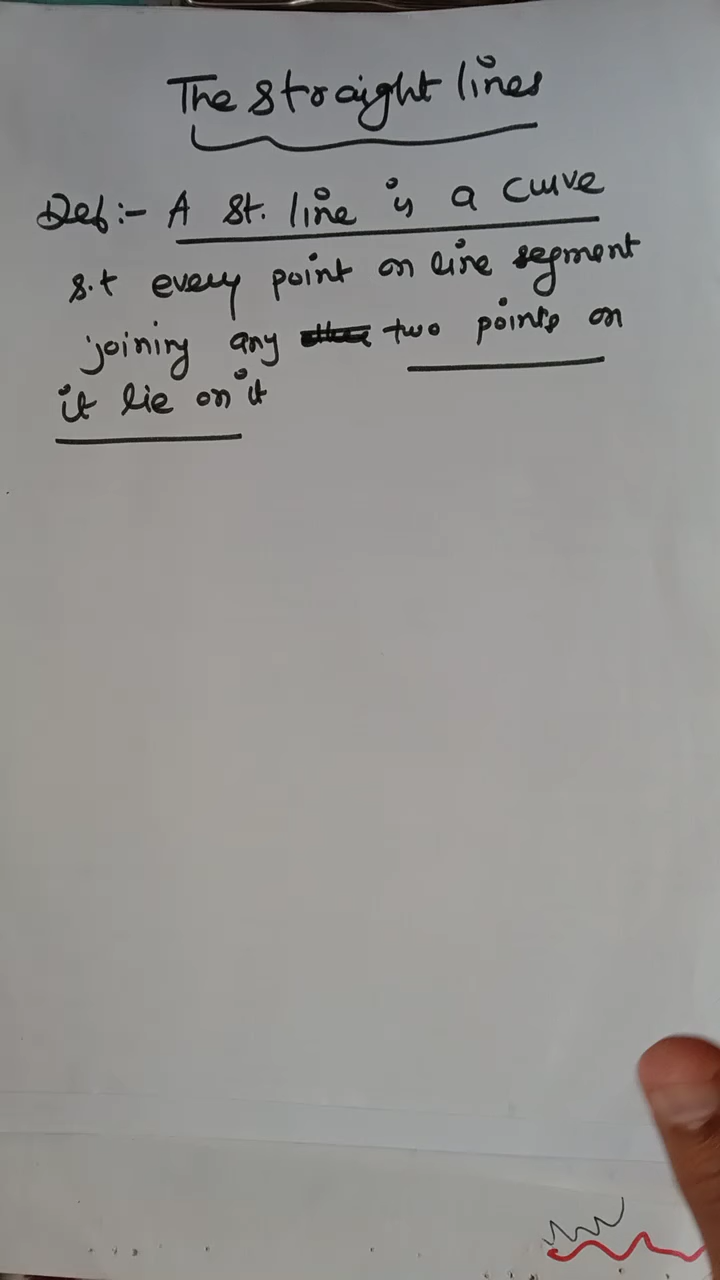 The straight lines
Def:- A St. line is a curve
s.t every point on line segment
joining any two points on
it lie on it